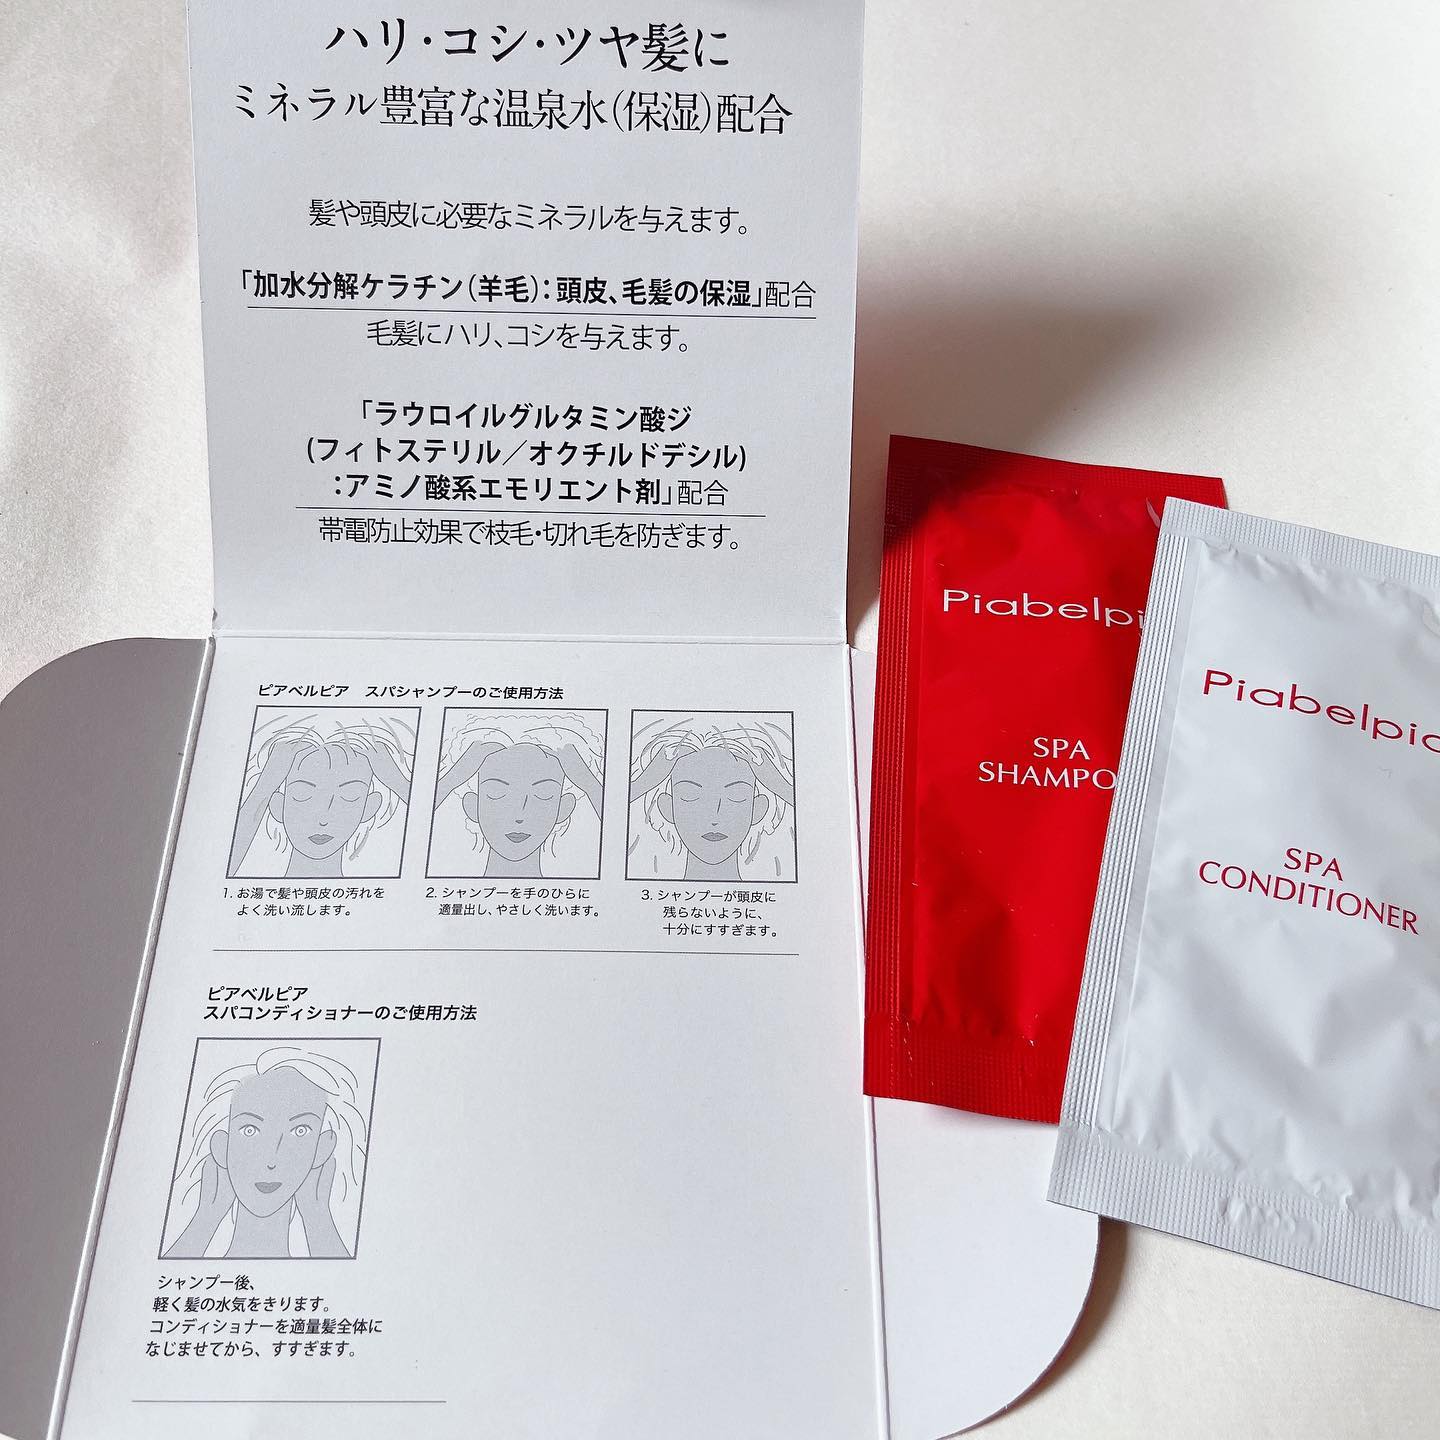 ハリ・コシ・ツヤ髪に
ミネラル豊富な温泉水(保湿)配合
髪や頭皮に必要なミネラルを与えます。
「加水分解ケラチン(羊毛):頭皮、毛髪の保湿」配合
毛髪にハリ、コシを与えます。
「ラウロイルグルタミン酸ジ
(フィトステリル／オクチルドデシル)
:アミノ酸系エモリエント剤」配合
帯電防止効果で枝毛・切れ毛を防ぎます。
ピアベルピア スパシャンプーのご使用方法
1. お湯で髪や頭皮の汚れを
よく洗い流します。
2. シャンプーを手のひらに
適量出し、やさしく洗います。
3. シャンプーが頭皮に
残らないように、
十分にすすぎます。
ピアベルピア
スパコンディショナーのご使用方法
シャンプー後、
軽く髪の水気をきります。
コンディショナーを適量髪全体に
なじませてから、すすぎます。
Piabelpi
SPA
SHAMPO
Piabelpia
SPA
CONDITIONER